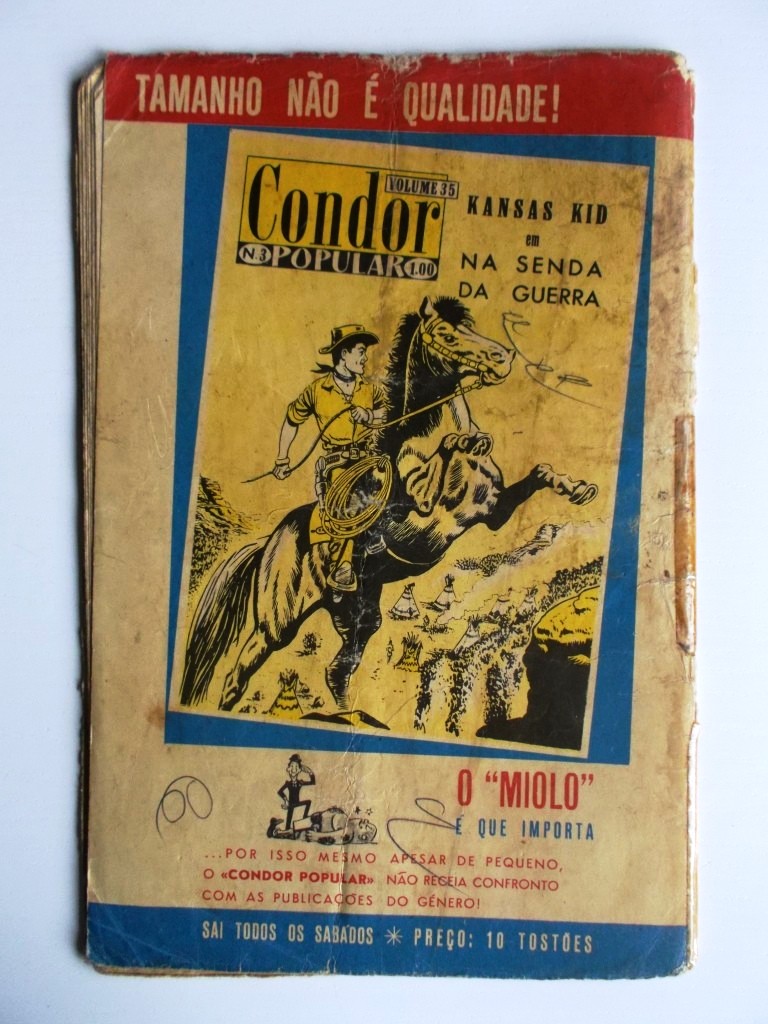 TAMANHO NÃO É QUALIDADE!
Condor
VOLUME 35
N.3 POPULAR 1.00
KANSAS KID
em
NA SENDA
DA GUERRA
O "MIOLO"
É QUE IMPORTA
...POR ISSO MESMO APESAR DE PEQUENO,
O «CONDOR POPULAR» NÃO RECEIA CONFRONTO
COM AS PUBLICAÇÕES DO GÉNERO!
SAI TODOS OS SABADOS * PREÇO: 10 TOSTÕES